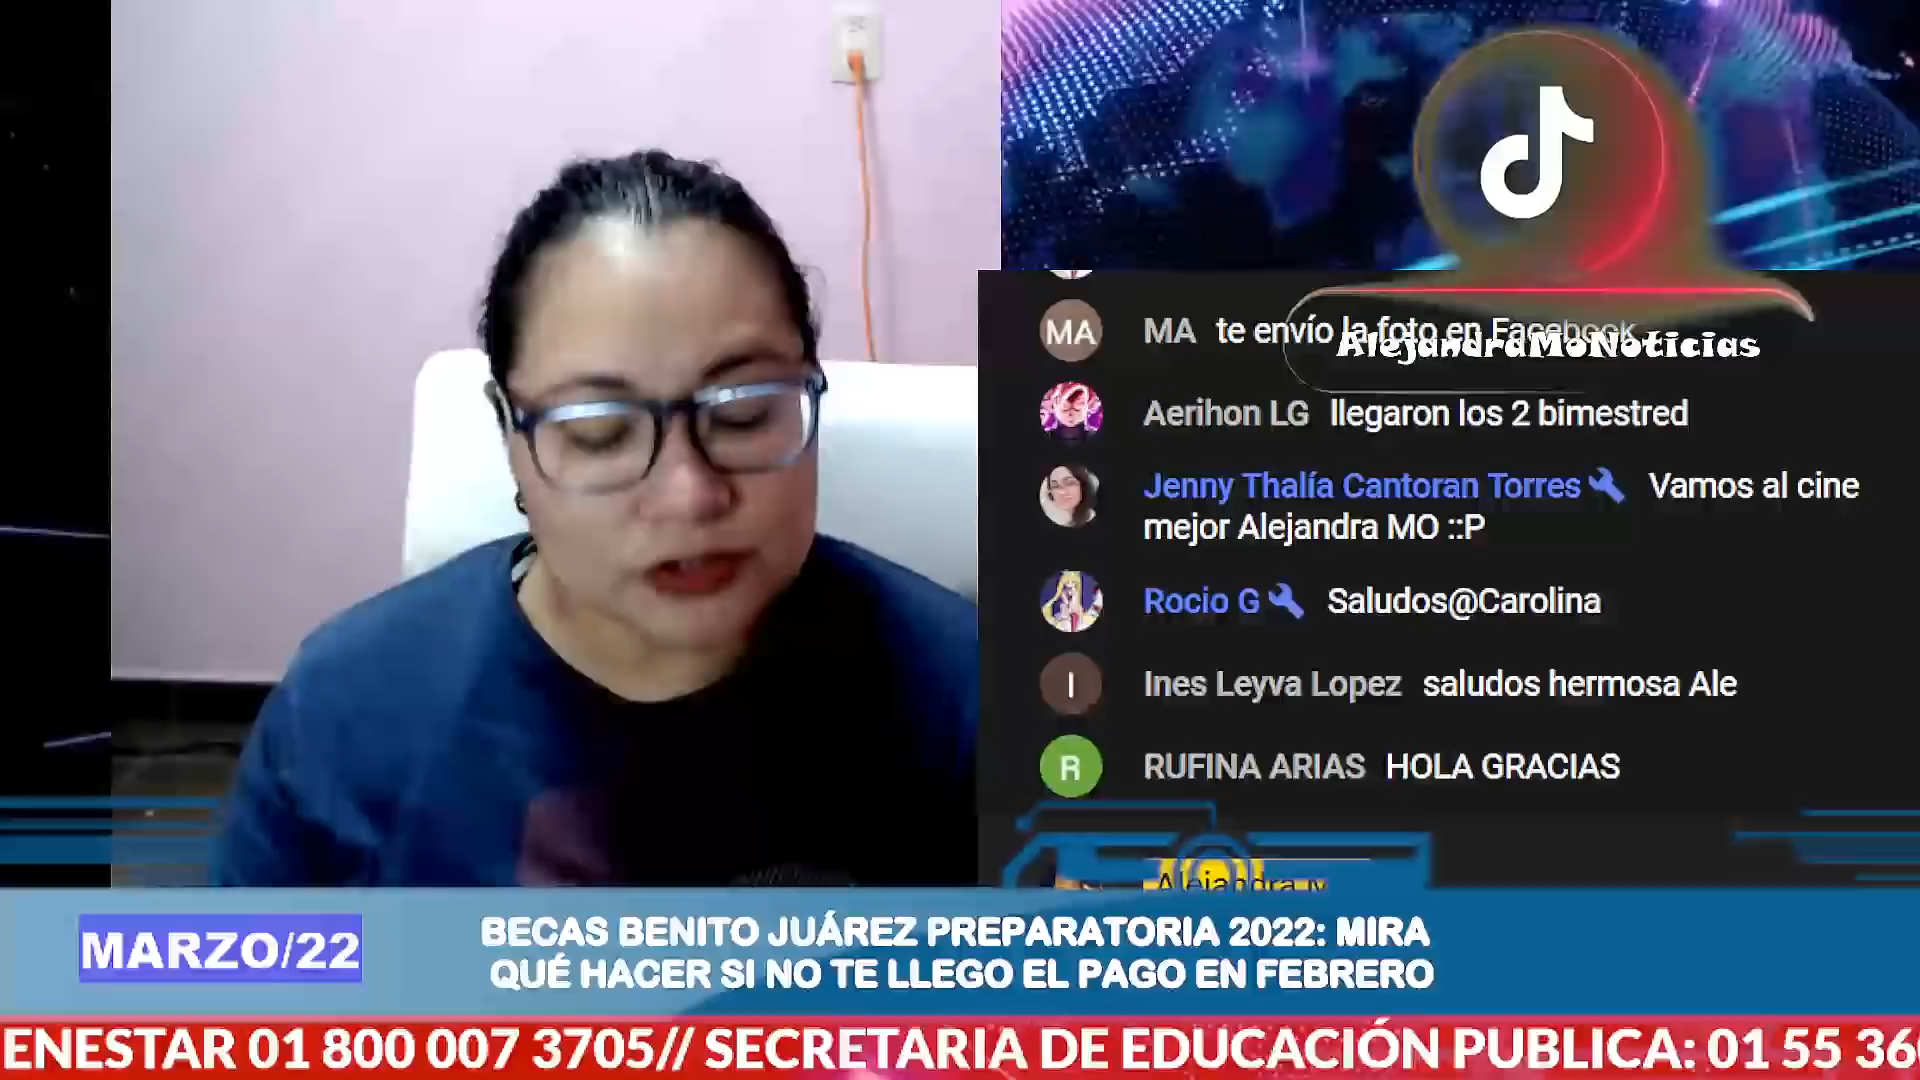 MA te envío la foto en Facebook
AlejandraMoNoticias
Aerihon LG llegaron los 2 bimestred
Jenny Thalía Cantoran Torres Vamos al cine
mejor Alejandra MO ::P
Rocio G Saludos@Carolina
I Ines Leyva Lopez saludos hermosa Ale
R RUFINA ARIAS HOLA GRACIAS
Alejandra M
MARZO/22
BECAS BENITO JUÁREZ PREPARATORIA 2022: MIRA
QUÉ HACER SI NO TE LLEGO EL PAGO EN FEBRERO
ENESTAR 01 800 007 3705// SECRETARIA DE EDUCACIÓN PUBLICA: 01 55 36